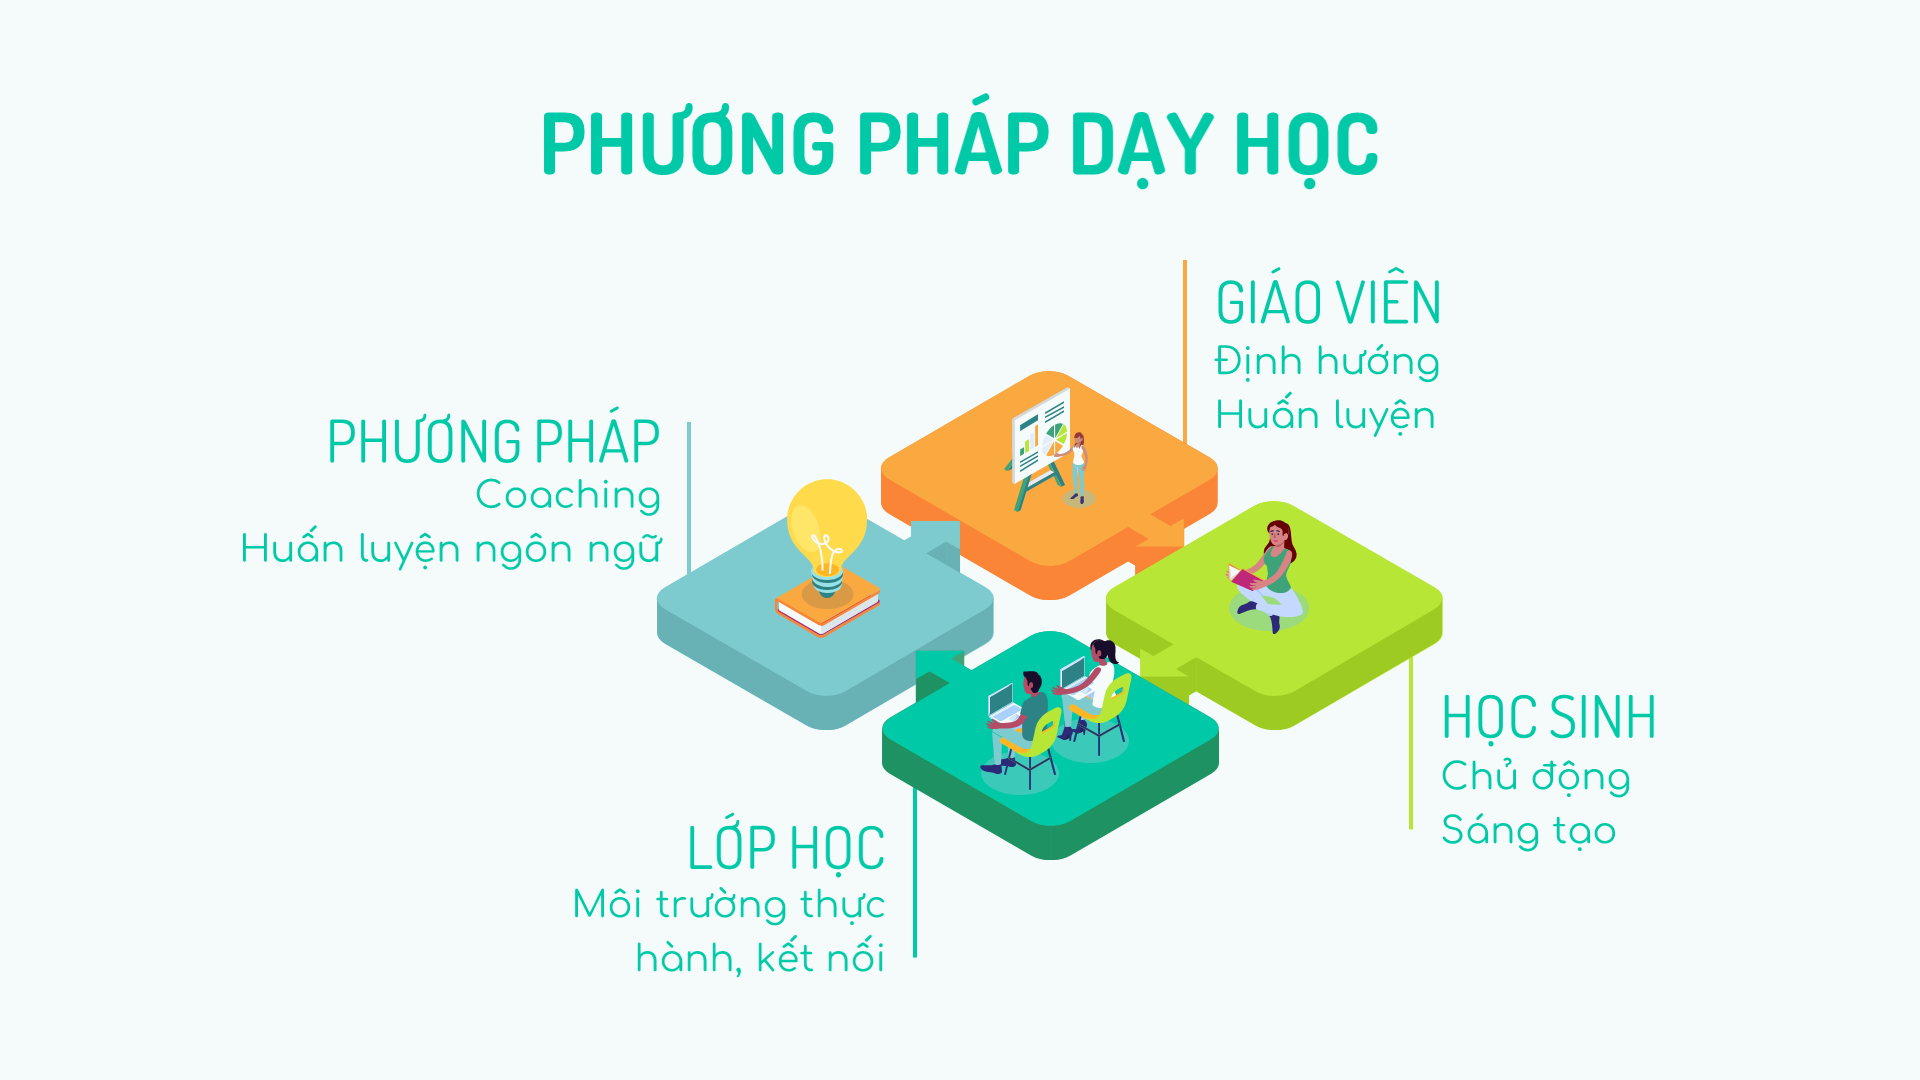 PHƯƠNG PHÁP DẠY HỌC
GIÁO VIÊN
Định hướng
Huấn luyện
PHƯƠNG PHÁP
Coaching
Huấn luyện ngôn ngữ
HỌC SINH
Chủ động
Sáng tạo
LỚP HỌC
Môi trường thực
hành, kết nối